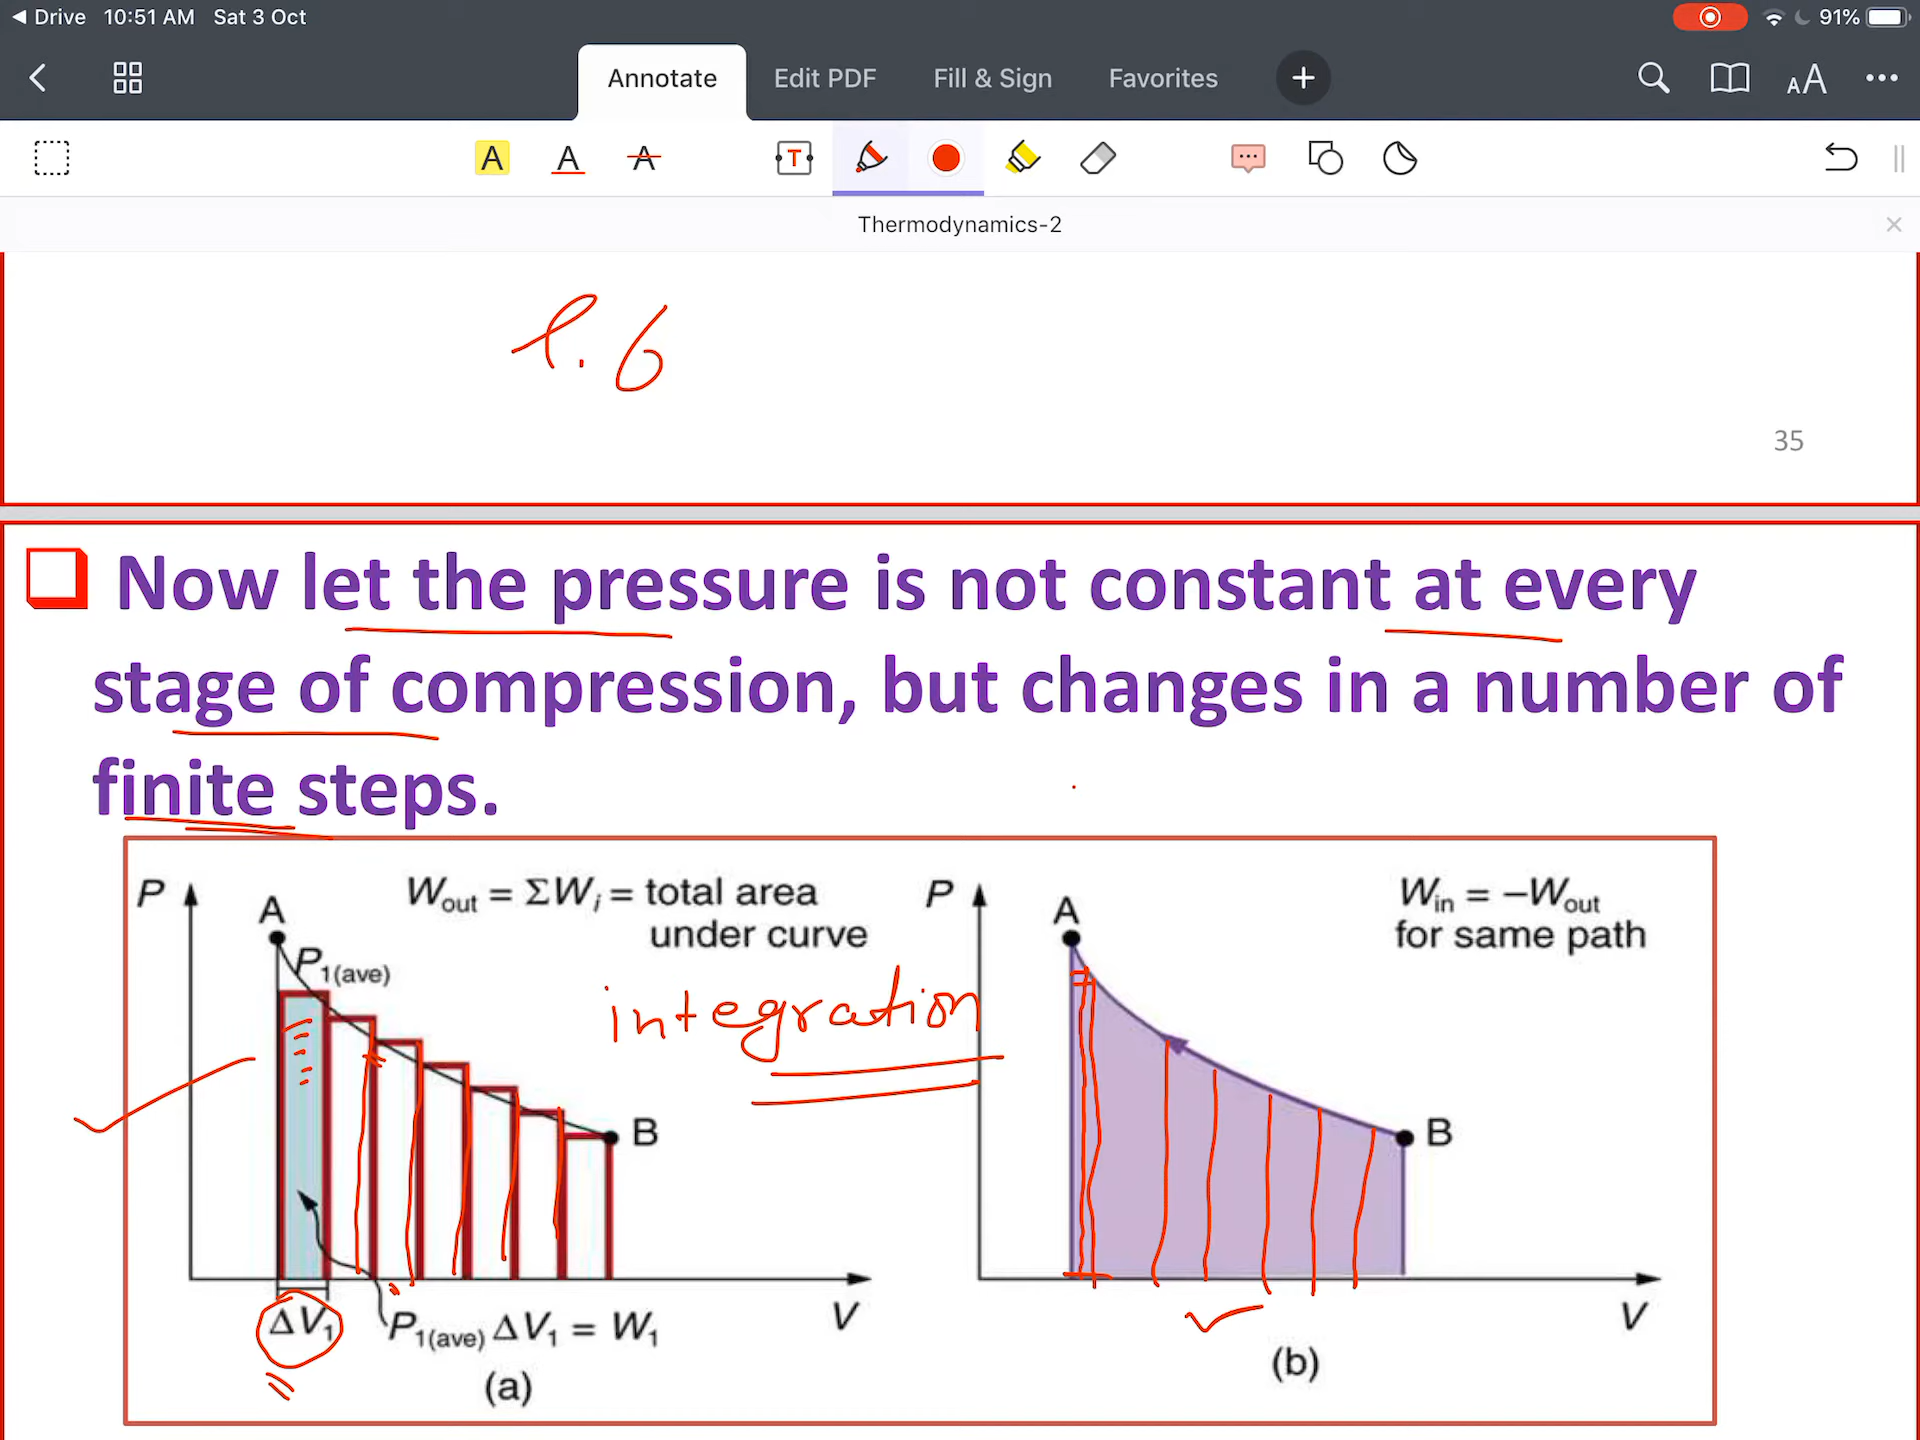 Drive 10:51 AM Sat 3 Oct 91%
Annotate Edit PDF Fill & Sign Favorites
Thermodynamics-2
35
Now let the pressure is not constant at every
stage of compression, but changes in a number of
finite steps.
P A Wout = ΣWi = total area
under curve
P1(ave)
integration
B
ΔV1 P1(ave) ΔV1 = W1 V
(a)
P A Win = −Wout
for same path
B
V
(b)